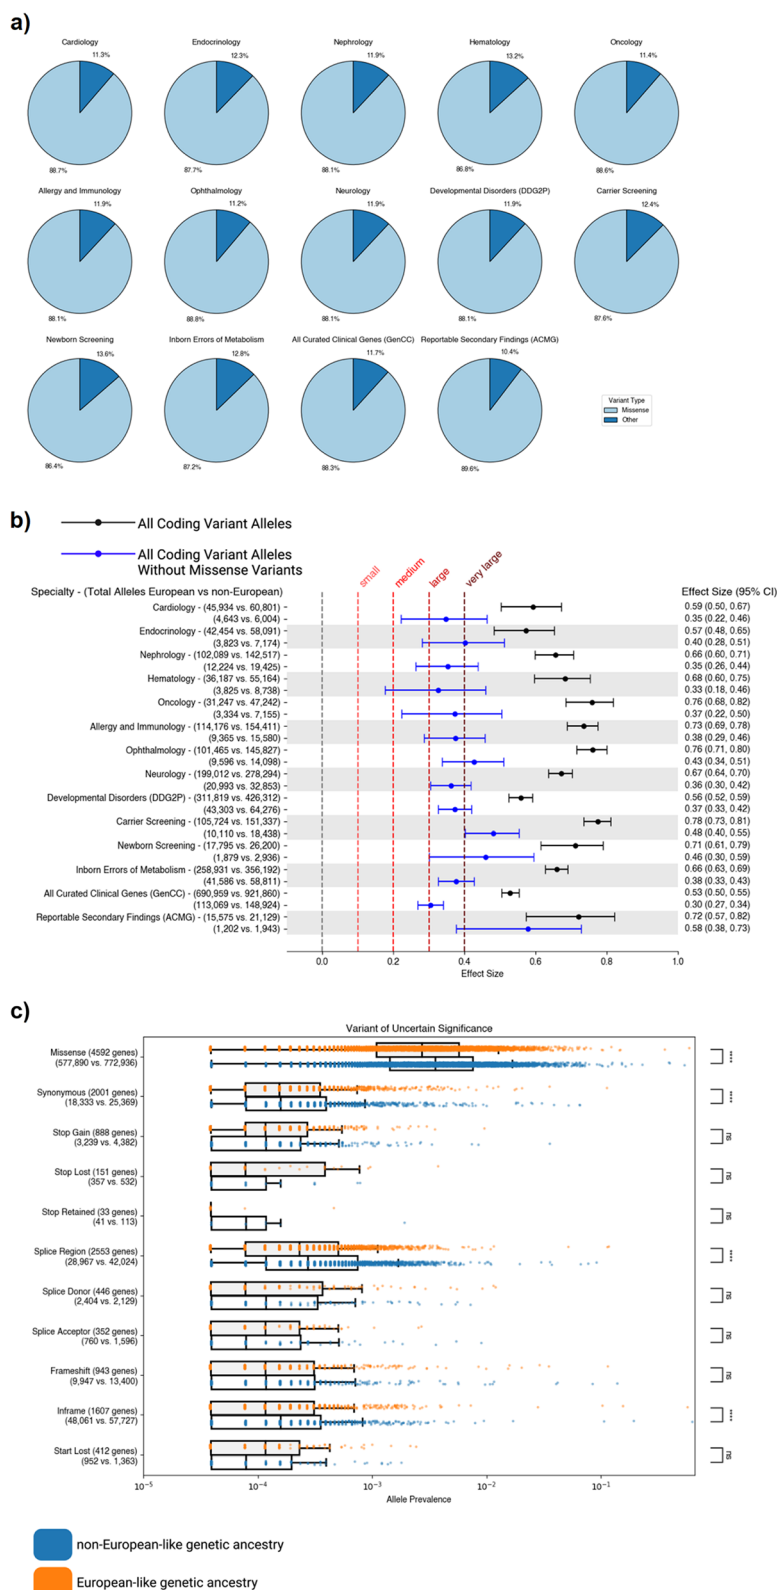 a)
Cardiology
Endocrinology
Nephrology
Hematology
Oncology
11.3%
12.3%
11.9%
13.2%
11.4%
88.7%
87.7%
88.1%
86.8%
88.6%
Allergy and Immunology
Ophthalmology
Neurology
Developmental Disorders (DDG2P)
Carrier Screening
11.9%
11.2%
11.9%
11.9%
12.4%
88.1%
88.8%
88.1%
88.1%
87.6%
Newborn Screening
Inborn Errors of Metabolism
All Curated Clinical Genes (GenCC)
Reportable Secondary Findings (ACMG)
13.6%
12.8%
11.7%
10.4%
Variant Type
Missense
Other
86.4%
87.2%
88.3%
89.6%
b)
All Coding Variant Alleles
All Coding Variant Alleles
Without Missense Variants
small
medium
large
very large
Specialty - (Total Alleles European vs non-European)
Effect Size (95% CI)
Cardiology - (45,934 vs. 60,801)
0.59 (0.50, 0.67)
(4,643 vs. 6,004)
0.35 (0.22, 0.46)
Endocrinology - (42,454 vs. 58,091)
0.57 (0.48, 0.65)
(3,823 vs. 7,174)
0.40 (0.28, 0.51)
Nephrology - (102,089 vs. 142,517)
0.66 (0.60, 0.71)
(12,224 vs. 19,425)
0.35 (0.26, 0.44)
Hematology - (36,187 vs. 55,164)
0.68 (0.60, 0.75)
(3,825 vs. 8,738)
0.33 (0.18, 0.46)
Oncology - (31,247 vs. 47,242)
0.76 (0.68, 0.82)
(3,334 vs. 7,155)
0.37 (0.22, 0.50)
Allergy and Immunology - (114,176 vs. 154,411)
0.73 (0.69, 0.78)
(9,365 vs. 15,580)
0.38 (0.29, 0.46)
Ophthalmology - (101,465 vs. 145,827)
0.76 (0.71, 0.80)
(9,596 vs. 14,098)
0.43 (0.34, 0.51)
Neurology - (199,012 vs. 278,294)
0.67 (0.64, 0.70)
(20,993 vs. 32,853)
0.36 (0.30, 0.42)
Developmental Disorders (DDG2P) - (311,819 vs. 426,312)
0.56 (0.52, 0.59)
(43,303 vs. 64,276)
0.37 (0.33, 0.42)
Carrier Screening - (105,724 vs. 151,337)
0.78 (0.73, 0.81)
(10,110 vs. 18,438)
0.48 (0.40, 0.55)
Newborn Screening - (17,795 vs. 26,200)
0.71 (0.61, 0.79)
(1,879 vs. 2,936)
0.46 (0.30, 0.59)
Inborn Errors of Metabolism - (258,931 vs. 356,192)
0.66 (0.63, 0.69)
(41,586 vs. 58,811)
0.38 (0.33, 0.43)
All Curated Clinical Genes (GenCC) - (690,959 vs. 921,860)
0.53 (0.50, 0.55)
(113,069 vs. 148,924)
0.30 (0.27, 0.34)
Reportable Secondary Findings (ACMG) - (15,575 vs. 21,129)
0.72 (0.57, 0.82)
(1,202 vs. 1,943)
0.58 (0.38, 0.73)
0.0
0.2
0.4
0.6
0.8
1.0
Effect Size
c)
Variant of Uncertain Significance
Missense (4592 genes)
(577,890 vs. 772,936)
****
Synonymous (2001 genes)
(18,333 vs. 25,369)
****
Stop Gain (888 genes)
(3,239 vs. 4,382)
ns
Stop Lost (151 genes)
(357 vs. 532)
ns
Stop Retained (33 genes)
(41 vs. 113)
ns
Splice Region (2553 genes)
(28,967 vs. 42,024)
****
Splice Donor (446 genes)
(2,404 vs. 2,129)
ns
Splice Acceptor (352 genes)
(760 vs. 1,596)
ns
Frameshift (943 genes)
(9,947 vs. 13,400)
ns
Inframe (1607 genes)
(48,061 vs. 57,727)
****
Start Lost (412 genes)
(952 vs. 1,363)
ns
10⁻⁵
10⁻⁴
10⁻³
10⁻²
10⁻¹
Allele Prevalence
non-European-like genetic ancestry
European-like genetic ancestry